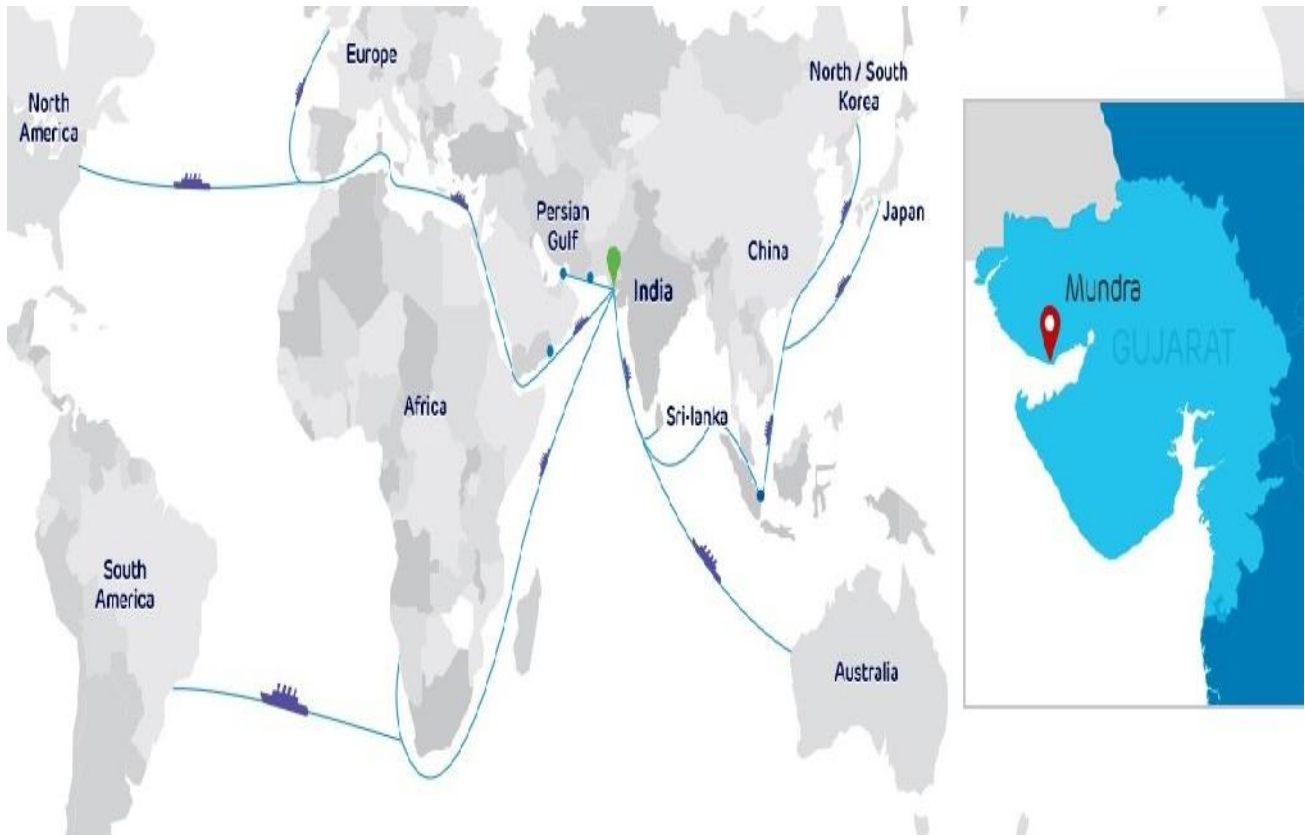 Europe
North / South
Korea
North
America
Persian
Gulf
Japan
China
India
Sri-lanka
Africa
South
America
Australia
Mundra
GUJARAT